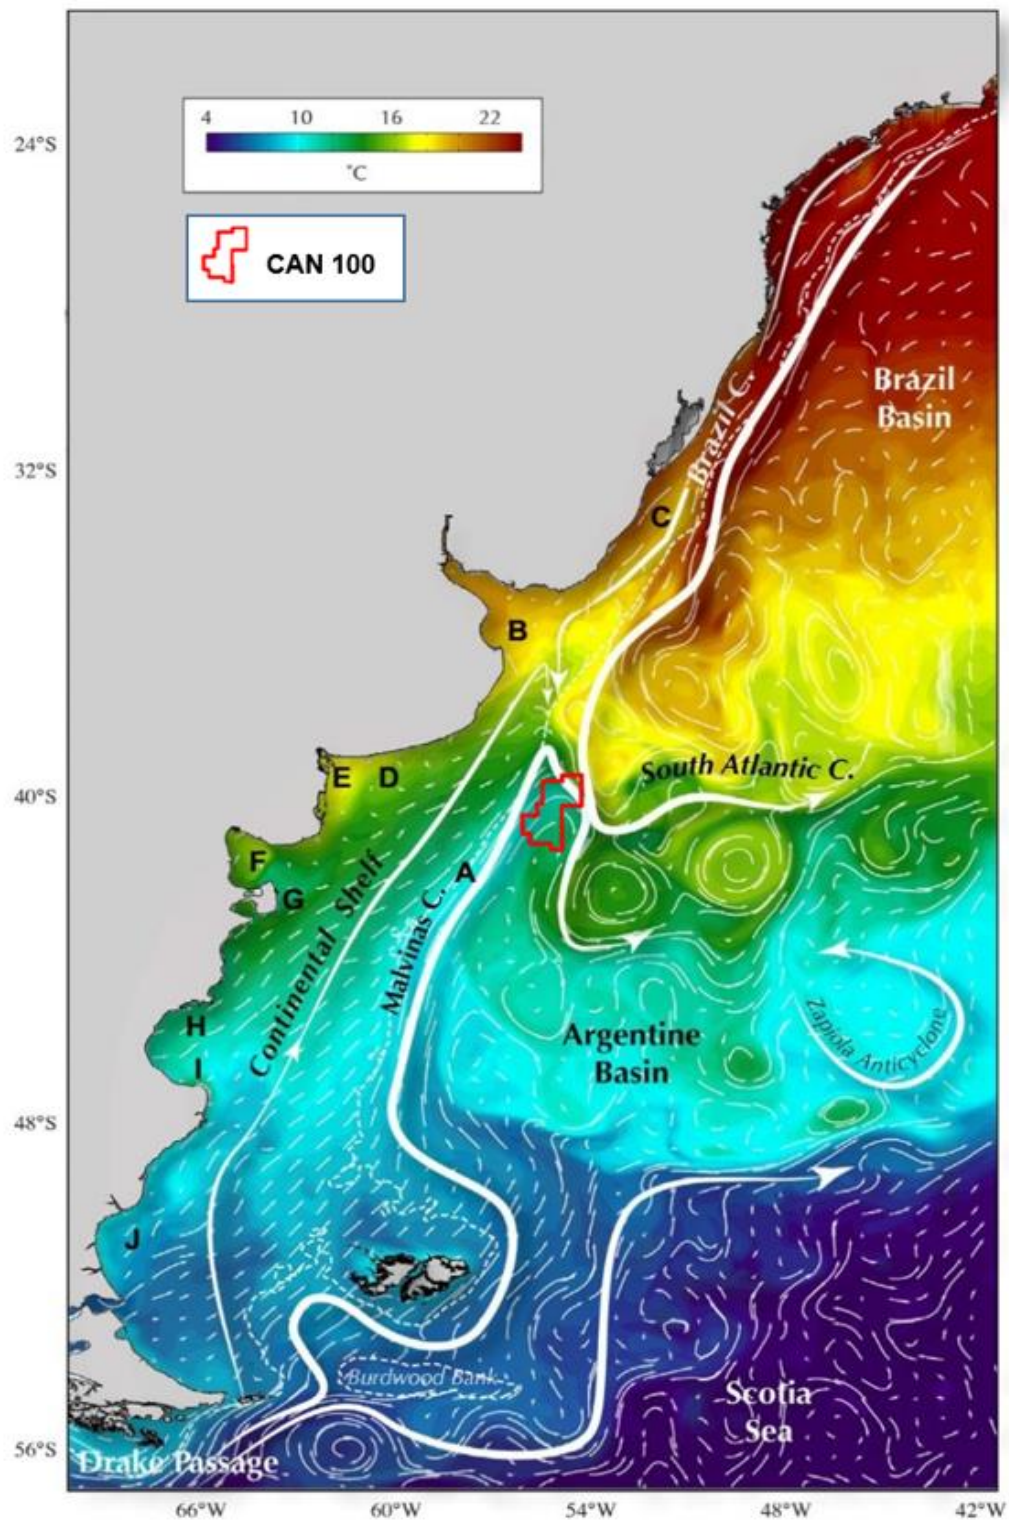 4 10 16 22
°C
24°S
CAN 100
Brazil
Basin
Brazil C.
32°S
C
B
South Atlantic C.
E D
40°S
F
A
G
Continental Shelf
Malvinas C.
H
Argentine
Basin
Zapiola Anticyclone
I
48°S
J
Burdwood Bank
Scotia
Sea
56°S
Drake Passage
66°W 60°W 54°W 48°W 42°W